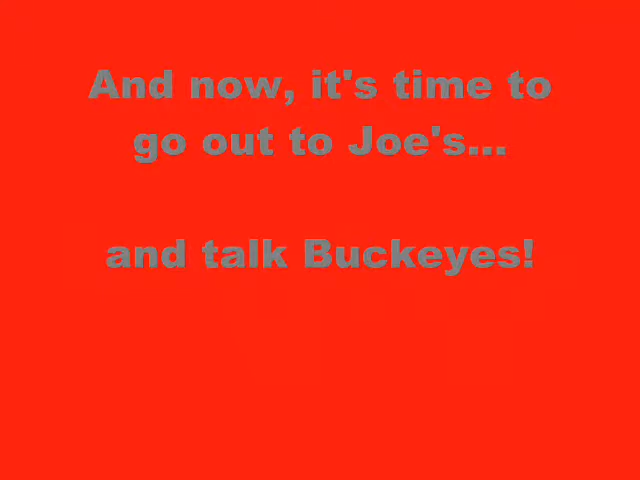 And now, it's time to
go out to Joe's...
and talk Buckeyes!